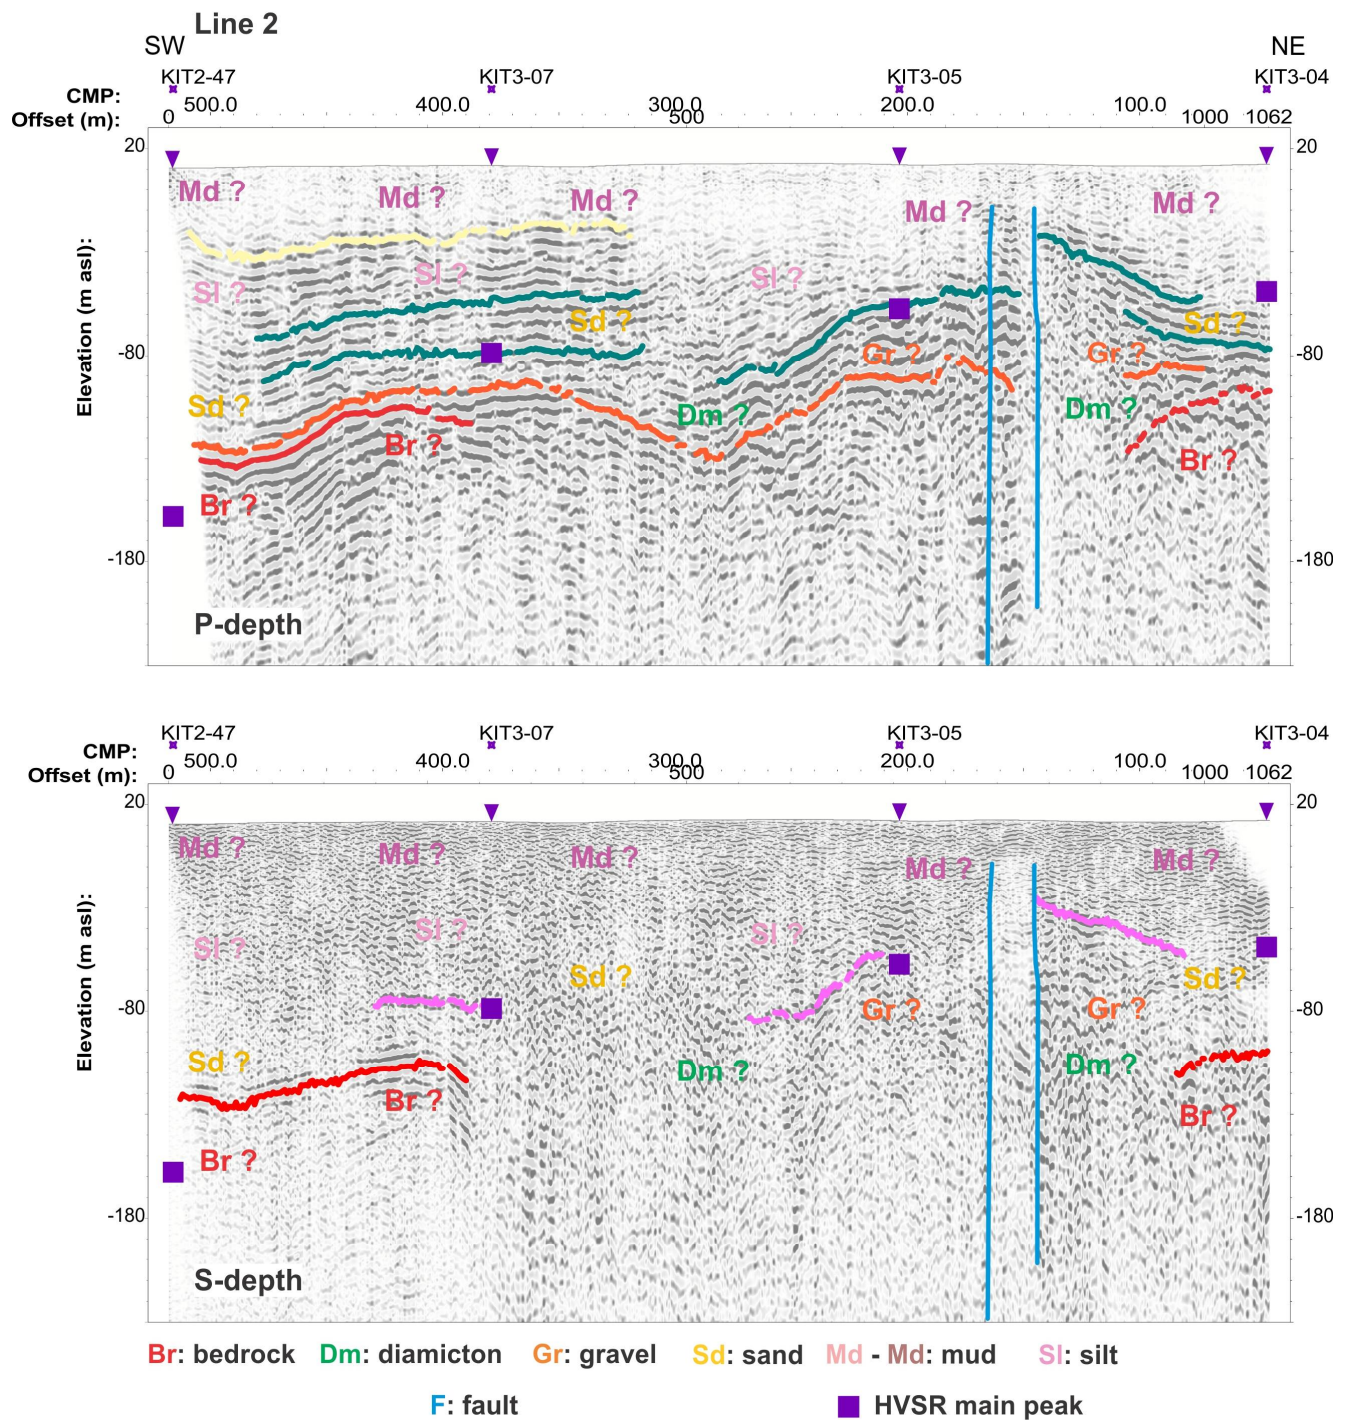 Line 2
SW NE
KIT2-47 KIT3-07 KIT3-05 KIT3-04
CMP: 500.0 400.0 300.0 200.0 100.0
Offset (m): 0 500 1000 1062
20 20
Md ? Md ? Md ? Md ? Md ?
Elevation (m asl):
Sl ? Sl ? Sl ?
Sd ? Sd ?
-80 Gr ? Gr ? -80
Sd ? Dm ? Dm ?
Br ? Br ?
Br ?
-180 -180
P-depth
KIT2-47 KIT3-07 KIT3-05 KIT3-04
CMP: 500.0 400.0 300.0 200.0 100.0
Offset (m): 0 500 1000 1062
20 20
Md ? Md ? Md ? Md ? Md ?
Elevation (m asl):
Sl ? Sl ? Sl ?
Sd ? Sd ?
-80 Gr ? Gr ? -80
Sd ? Dm ? Dm ?
Br ? Br ?
Br ?
-180 -180
S-depth
Br: bedrock Dm: diamicton Gr: gravel Sd: sand Md - Md: mud Sl: silt
F: fault HVSR main peak